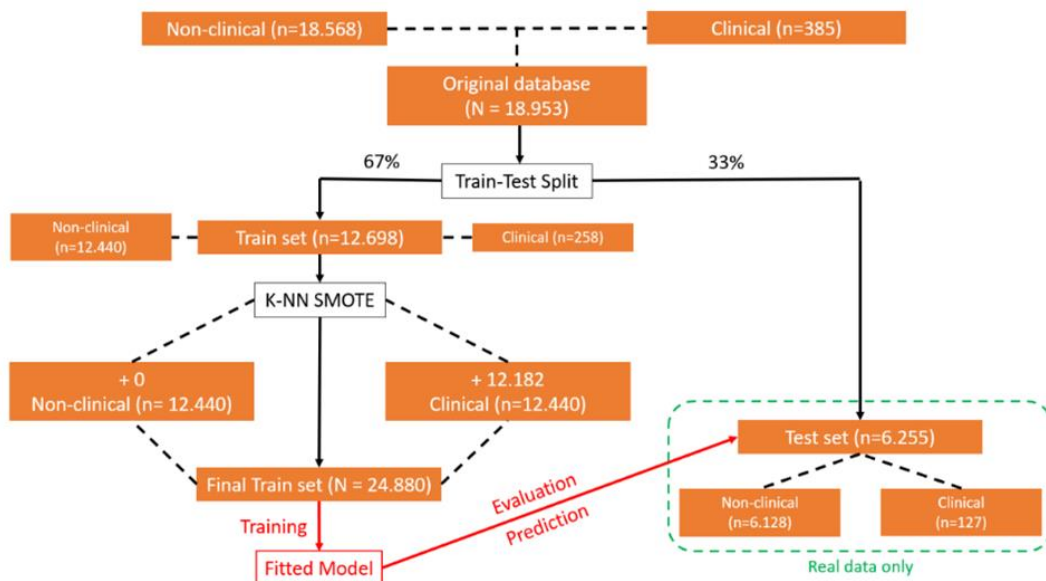 Non-clinical (n=18.568)
Clinical (n=385)
Original database
(N = 18.953)
67%
33%
Train-Test Split
Non-clinical
(n=12.440)
Train set (n=12.698)
Clinical (n=258)
K-NN SMOTE
+ 0
Non-clinical (n= 12.440)
+ 12.182
Clinical (n=12.440)
Test set (n=6.255)
Final Train set (N = 24.880)
Evaluation
Prediction
Non-clinical
(n=6.128)
Clinical
(n=127)
Training
Fitted Model
Real data only